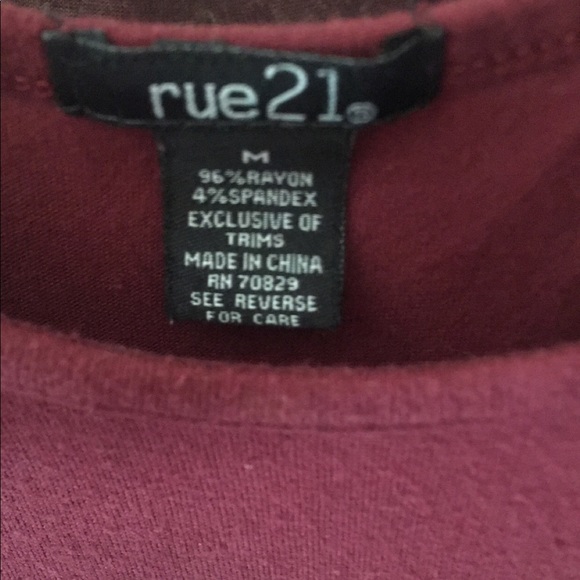 rue21®
M
96%RAYON
4%SPANDEX
EXCLUSIVE OF
TRIMS
MADE IN CHINA
RN 70829
SEE REVERSE
FOR CARE